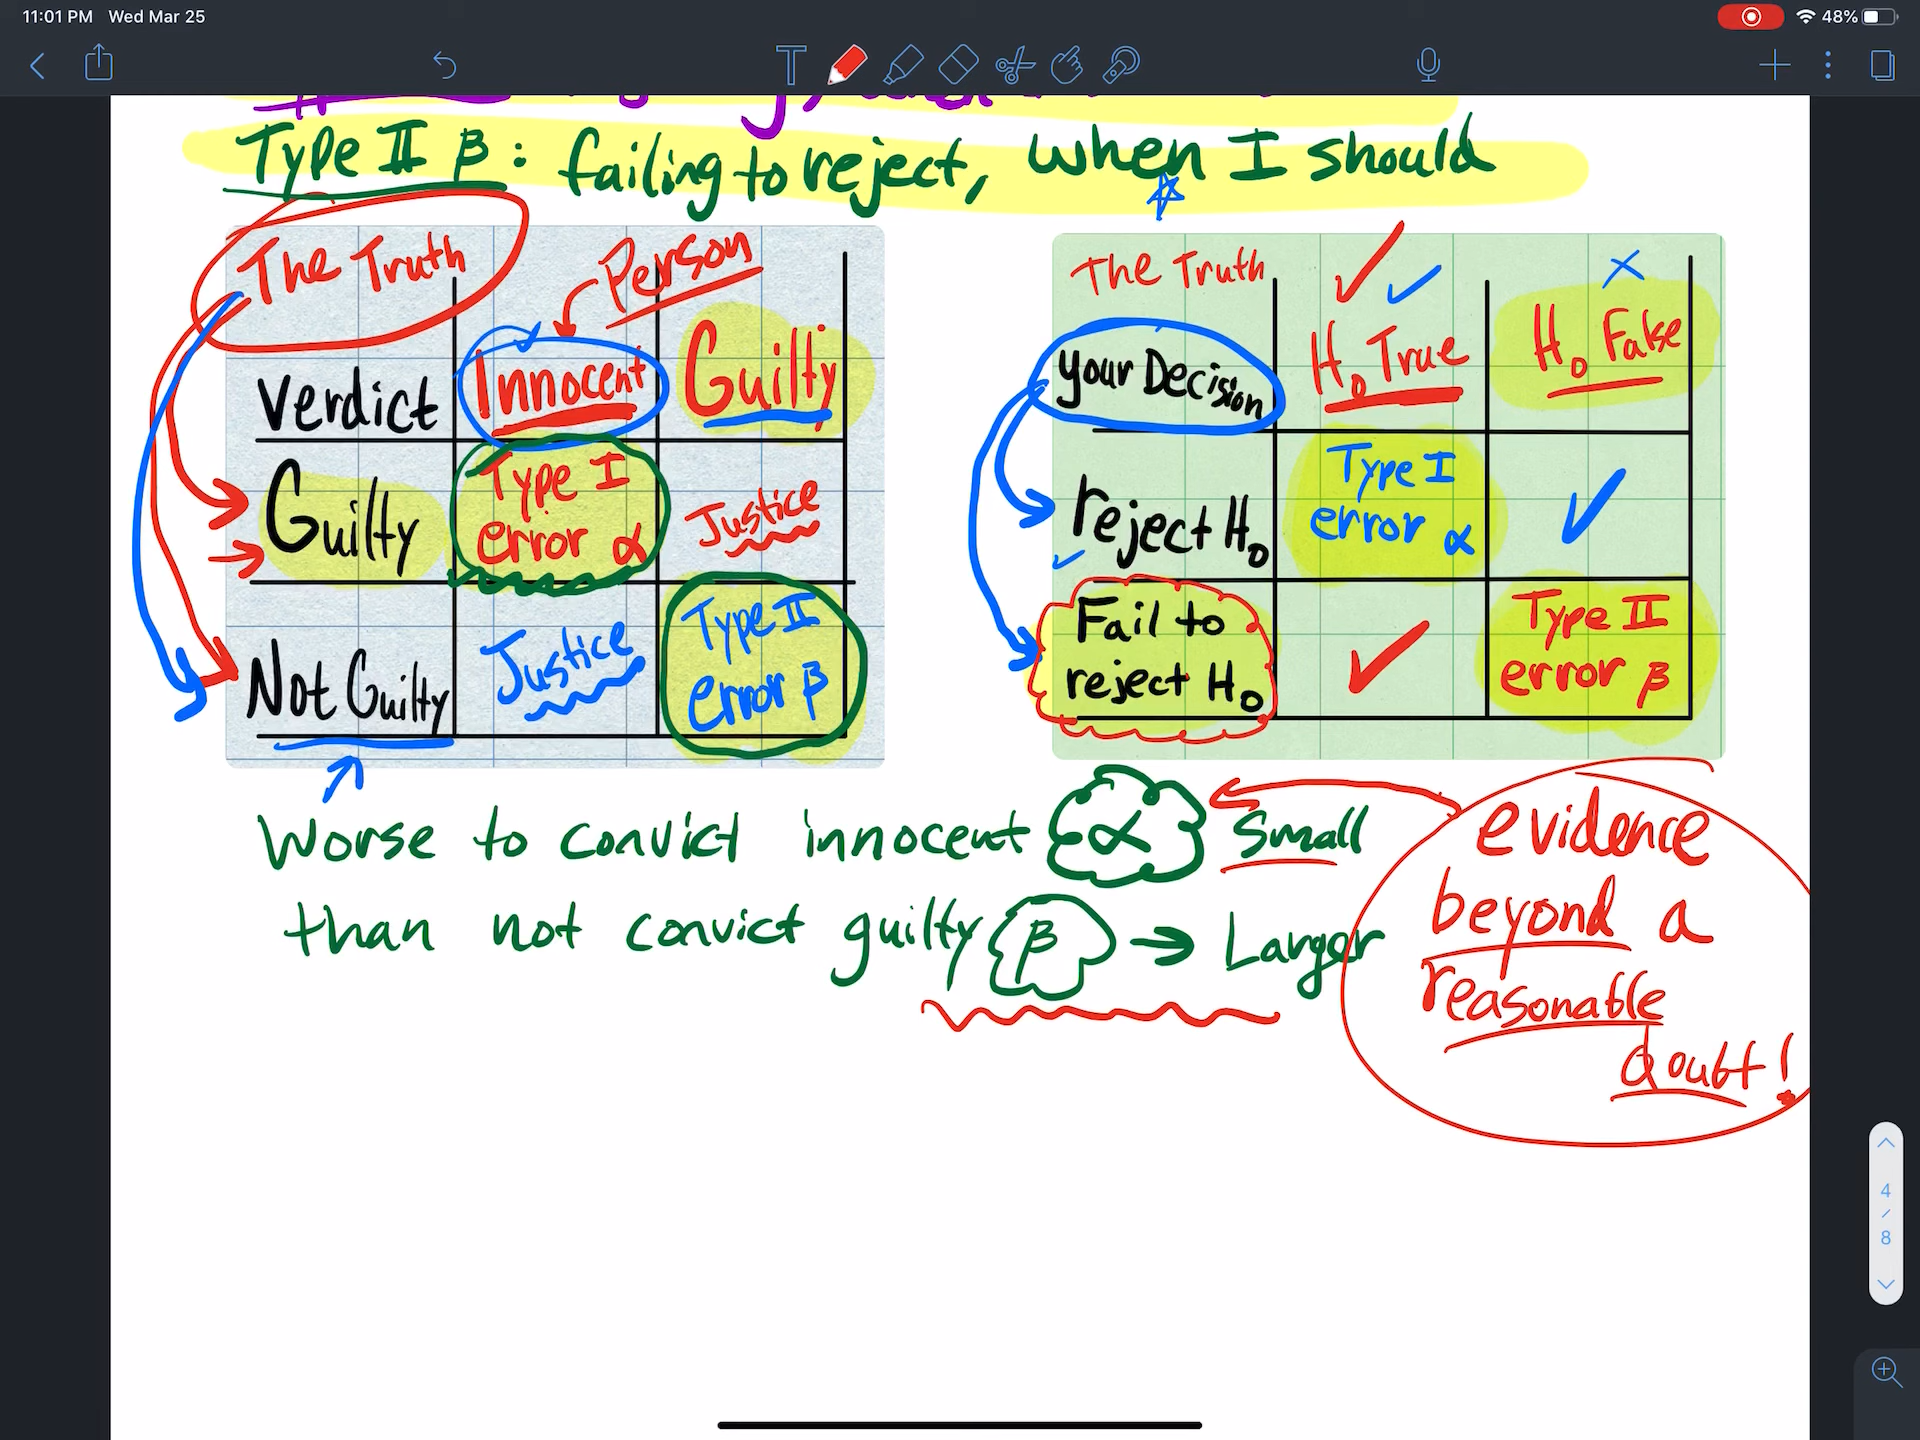 11:01 PM Wed Mar 25
48%
Type II β: failing to reject, when I should
The Truth
Person
Verdict
Innocent
Guilty
Guilty
Type I
error α
Justice
Not Guilty
Justice
Type II
error β
The Truth
your Decision
H₀ True
H₀ False
reject H₀
Type I
error α
✓
Fail to
reject H₀
✓
Type II
error β
Worse to convict innocent α Small
than not convict guilty β → Larger
evidence
beyond a
reasonable
doubt!
4
/
8